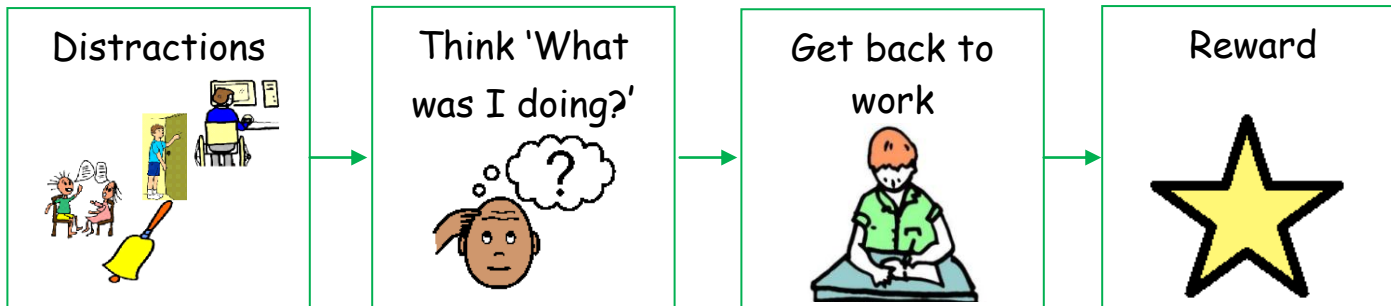 Distractions
Think ‘What
was I doing?’
?
Get back to
work
Reward